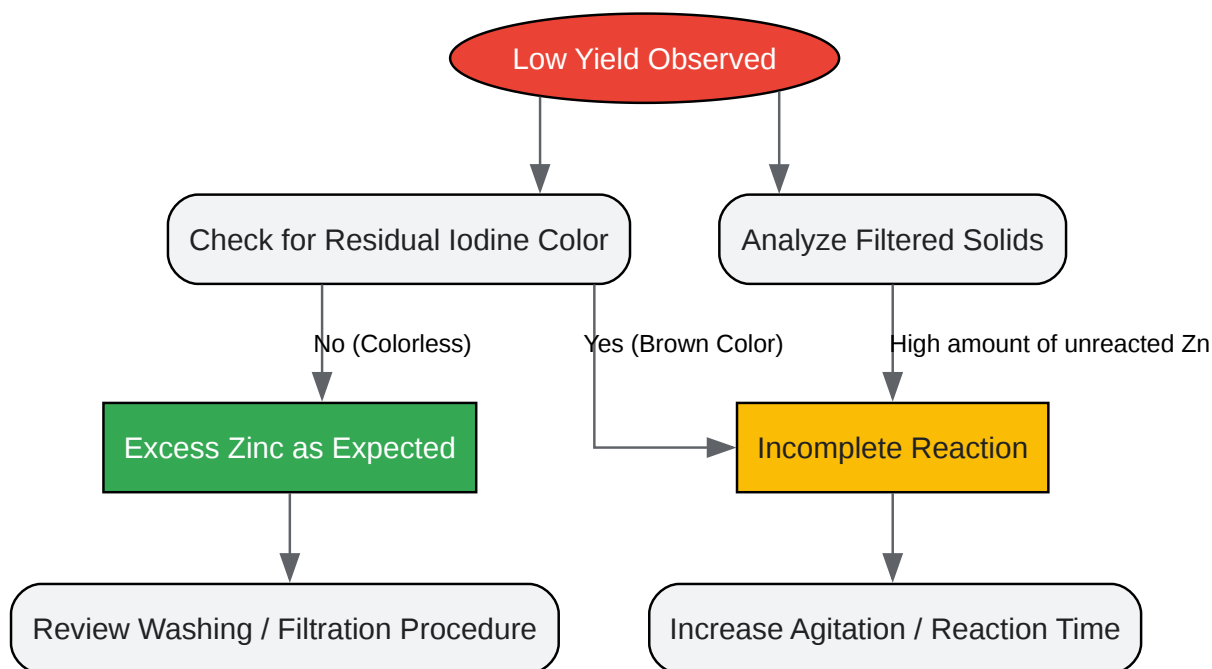 Low Yield Observed
Check for Residual Iodine Color
Analyze Filtered Solids
No (Colorless)
Yes (Brown Color)
High amount of unreacted Zn
Excess Zinc as Expected
Incomplete Reaction
Review Washing / Filtration Procedure
Increase Agitation / Reaction Time